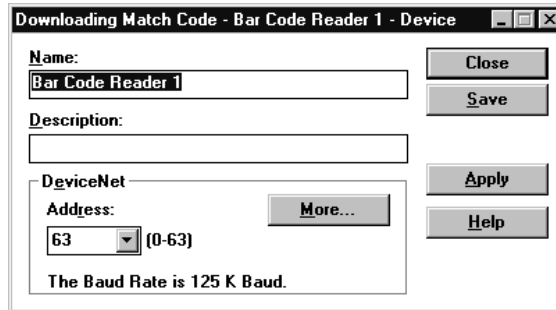 Downloading Match Code - Bar Code Reader 1 - Device
Name:
Bar Code Reader 1
Close
Save
Description:
DeviceNet
Address:
More...
63 (0-63)
The Baud Rate is 125 K Baud.
Apply
Help